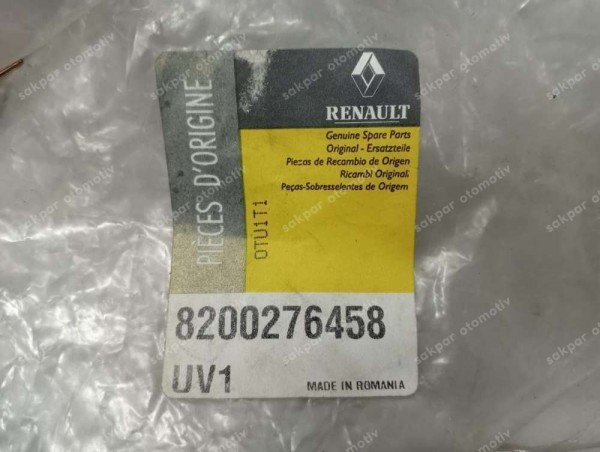 PIÈCES D'ORIGINE
RENAULT
Genuine Spare Parts
Original - Ersatzteile
Piezas de Recambio de Origen
Ricambi Originali
Peças-Sobresselentes de Origem
OTU1T1
8200276458
UV1
MADE IN ROMANIA
sakpar otomotiv